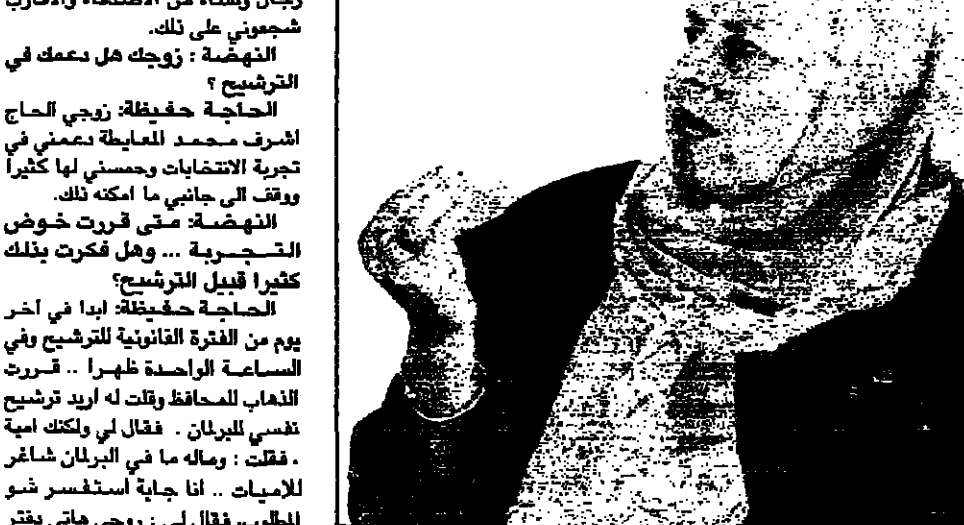 رجال ونساء من الاصدقاء والاقارب
شجعوني على ذلك.
النهضة : زوجك هل دعمك في
الترشيح ؟
الحاجة حفيظة: زوجي الحاج
اشرف محمد المعايطة دعمني في
تجربة الانتخابات وحمسني لها كثيراً
ووقف الى جانبي ما امكنه ذلك.
النهضة: متى قررت خوض
التجربة ... وهل فكرت بذلك
كثيرا قبيل الترشيح؟
الحاجة حفيظة: ابدا في آخر
يوم من الفترة القانونية للترشيح وفي
الساعة الواحدة ظهرا .. قررت
الذهاب للمحافظ وقلت له اريد ترشيح
نفسي للبرلمان . فقال لي ولكنك امية
. فقلت : وماله ما في البرلمان شاغر
للاميات .. انا جاية استفسر شو
المطلوب. فقال لي : روحي هاتي دفتر